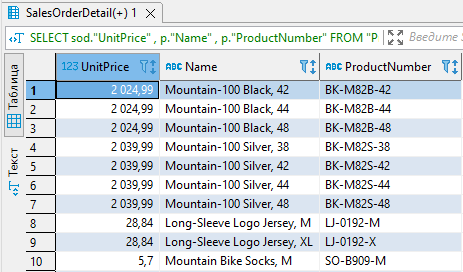 SalesOrderDetail(+) 1
SELECT sod."UnitPrice" , p."Name" , p."ProductNumber" FROM "P Введите
Таблица
Текст
123 UnitPrice ABC Name ABC ProductNumber
1 2 024,99 Mountain-100 Black, 42 BK-M82B-42
2 2 024,99 Mountain-100 Black, 44 BK-M82B-44
3 2 024,99 Mountain-100 Black, 48 BK-M82B-48
4 2 039,99 Mountain-100 Silver, 38 BK-M82S-38
5 2 039,99 Mountain-100 Silver, 42 BK-M82S-42
6 2 039,99 Mountain-100 Silver, 44 BK-M82S-44
7 2 039,99 Mountain-100 Silver, 48 BK-M82S-48
8 28,84 Long-Sleeve Logo Jersey, M LJ-0192-M
9 28,84 Long-Sleeve Logo Jersey, XL LJ-0192-X
10 5,7 Mountain Bike Socks, M SO-B909-M